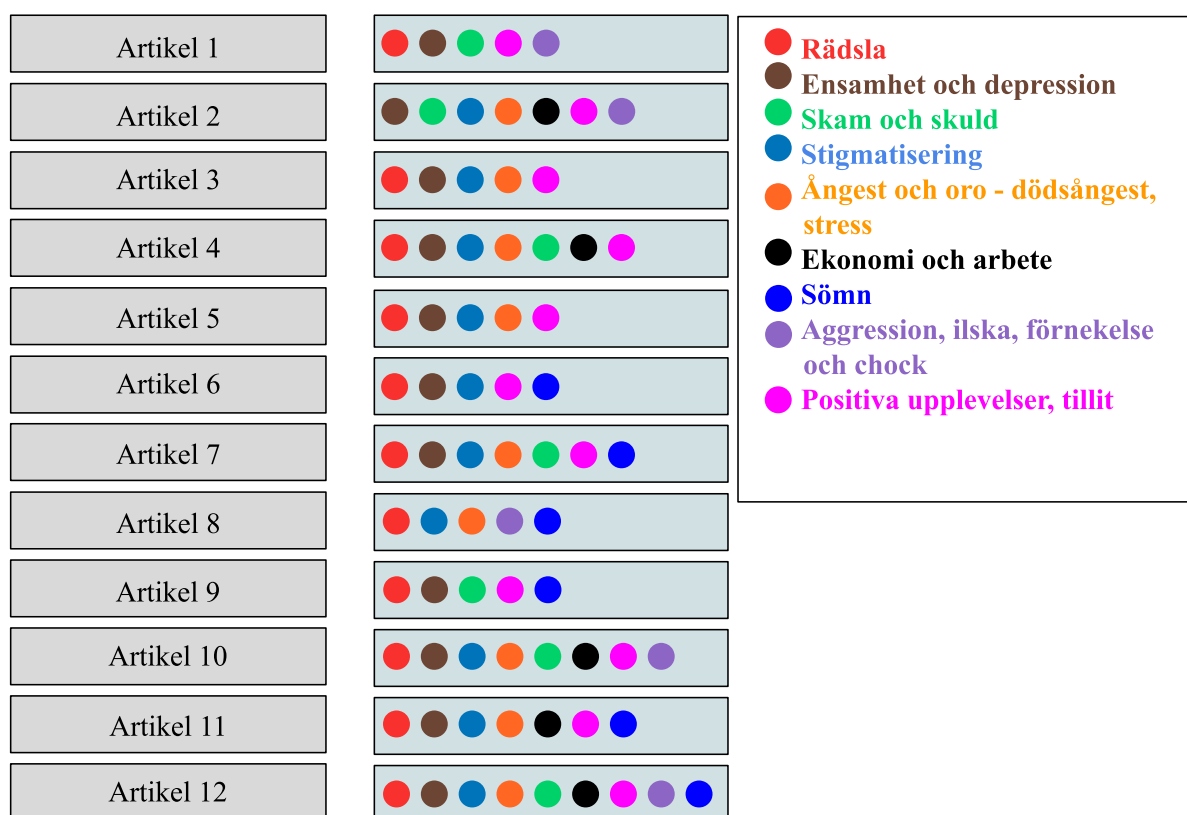 Artikel 1
Artikel 2
Artikel 3
Artikel 4
Artikel 5
Artikel 6
Artikel 7
Artikel 8
Artikel 9
Artikel 10
Artikel 11
Artikel 12
Rädsla
Ensamhet och depression
Skam och skuld
Stigmatisering
Ångest och oro - dödsångest,
stress
Ekonomi och arbete
Sömn
Aggression, ilska, förnekelse
och chock
Positiva upplevelser, tillit